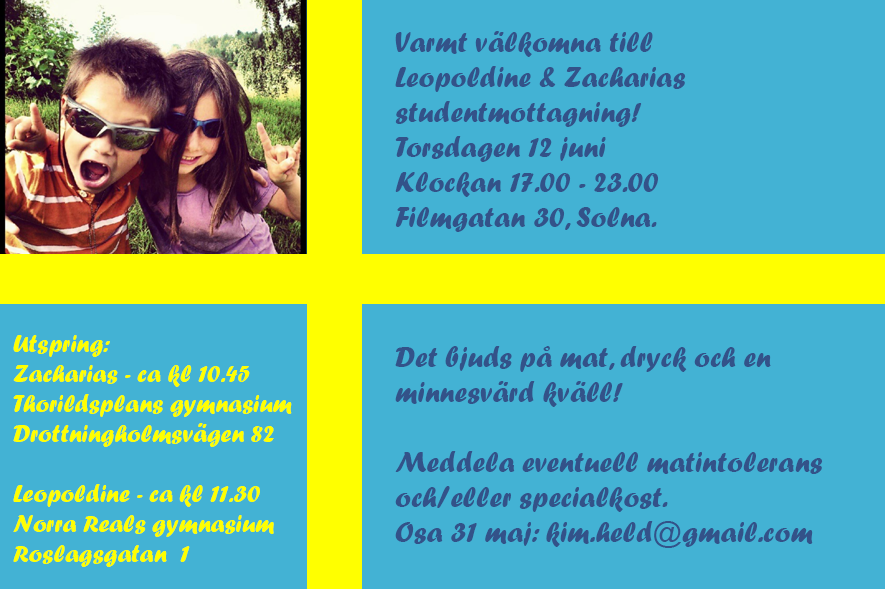 Varmt välkomna till
Leopoldine & Zacharias
studentmottagning!
Torsdagen 12 juni
Klockan 17.00 - 23.00
Filmgatan 30, Solna.
Utspring:
Zacharias - ca kl 10.45
Thorildsplans gymnasium
Drottningholmsvägen 82
Leopoldine - ca kl 11.30
Norra Reals gymnasium
Roslagsgatan 1
Det bjuds på mat, dryck och en
minnesvärd kväll!
Meddela eventuell matintolerans
och/eller specialkost.
Osa 31 maj: kim.held@gmail.com